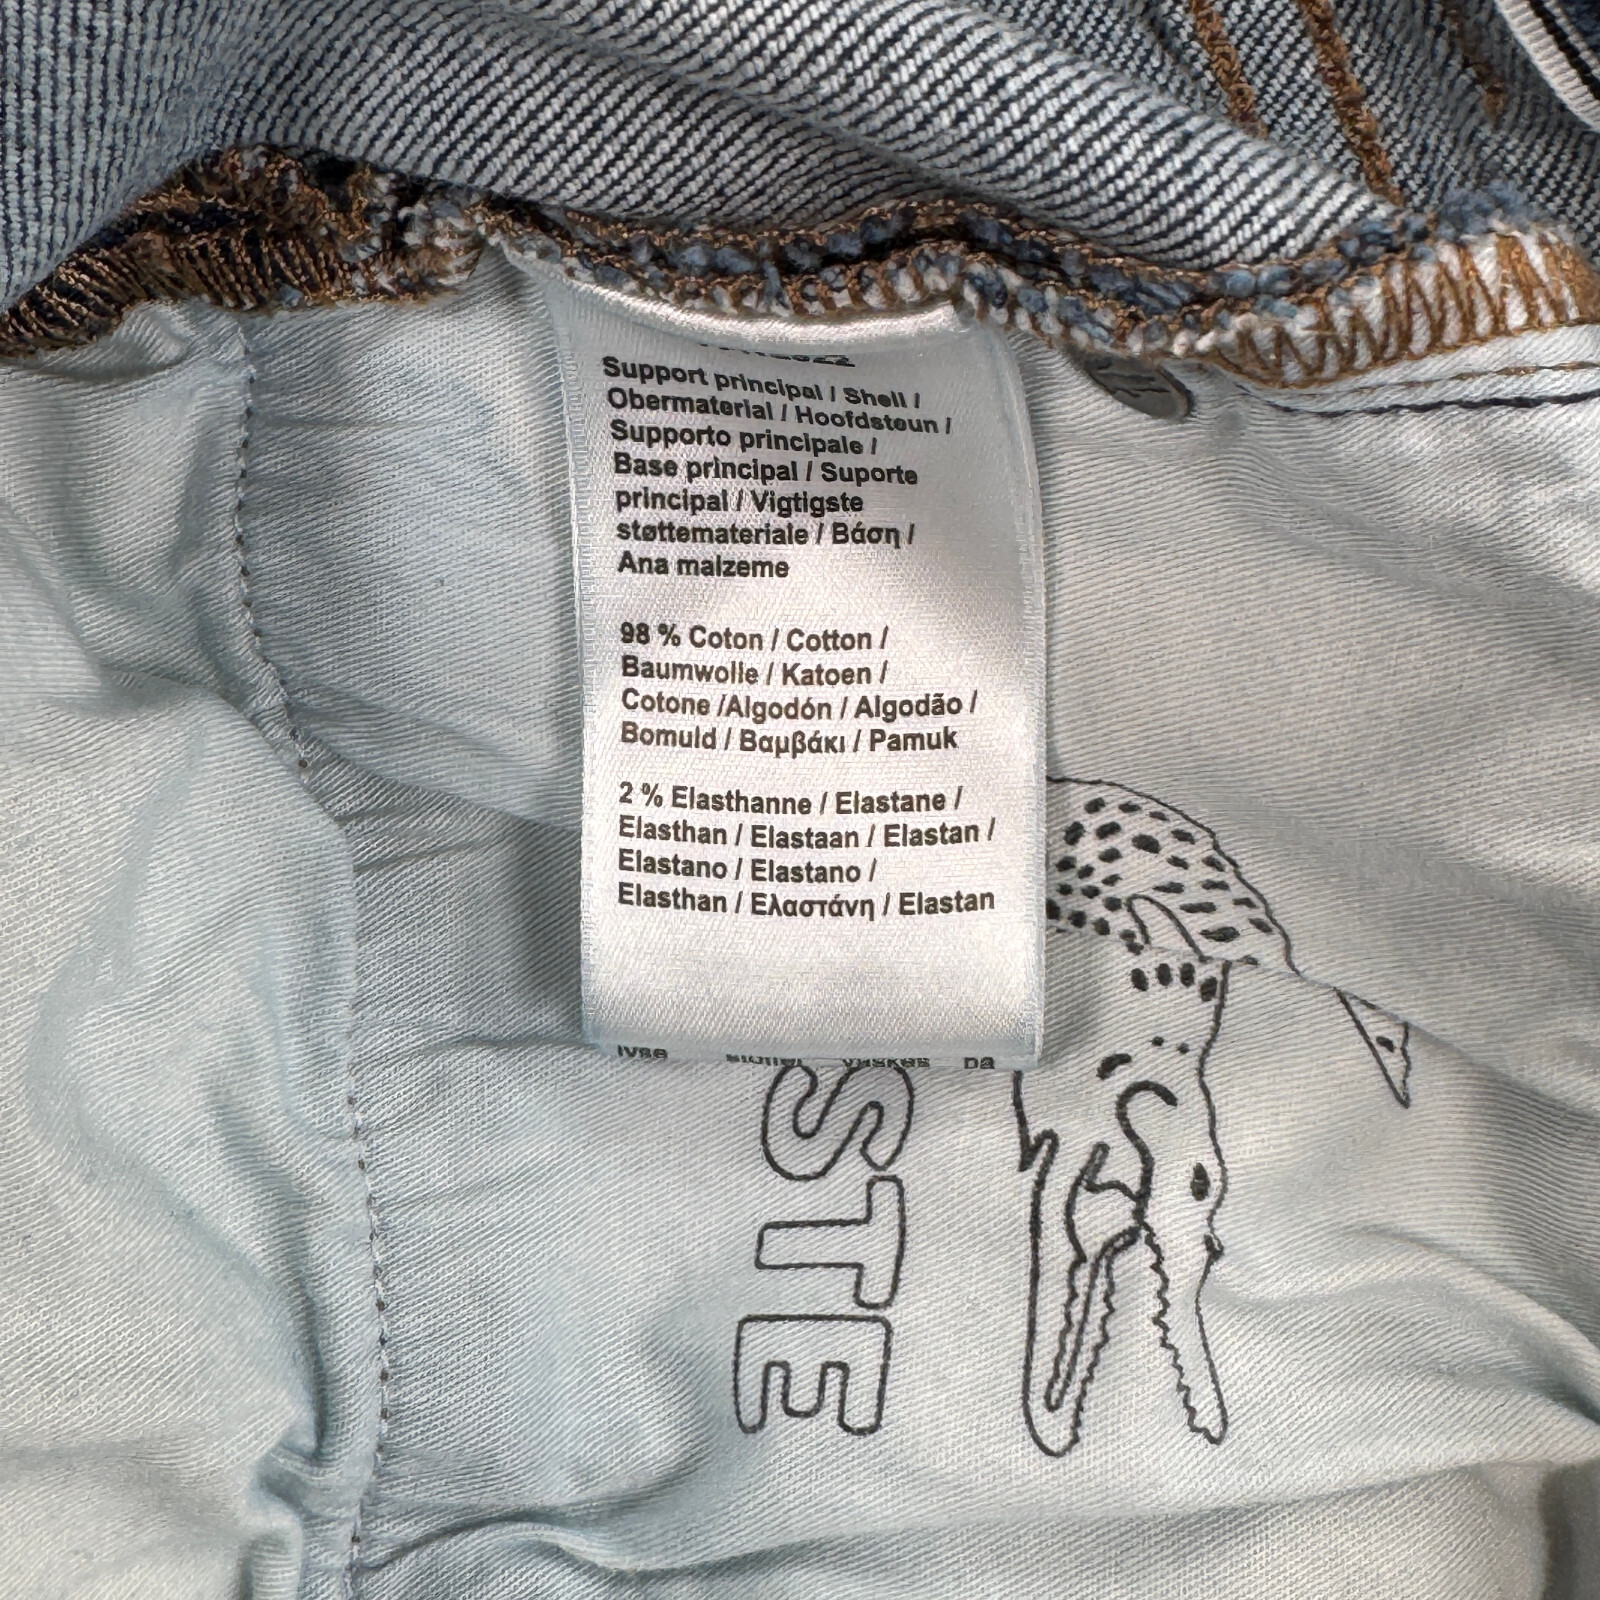 Support principal / Shell /
Obermaterial / Hoofdsteun /
Supporto principale /
Base principal / Suporte
principal / Vigtigste
støttemateriale / Βάση /
Ana malzeme
98 % Coton / Cotton /
Baumwolle / Katoen /
Cotone /Algodón / Algodão /
Bomuld / Βαμβάκι / Pamuk
2 % Elasthanne / Elastane /
Elasthan / Elastaan / Elastan /
Elastano / Elastano /
Elasthan / Ελαστάνη / Elastan
STE